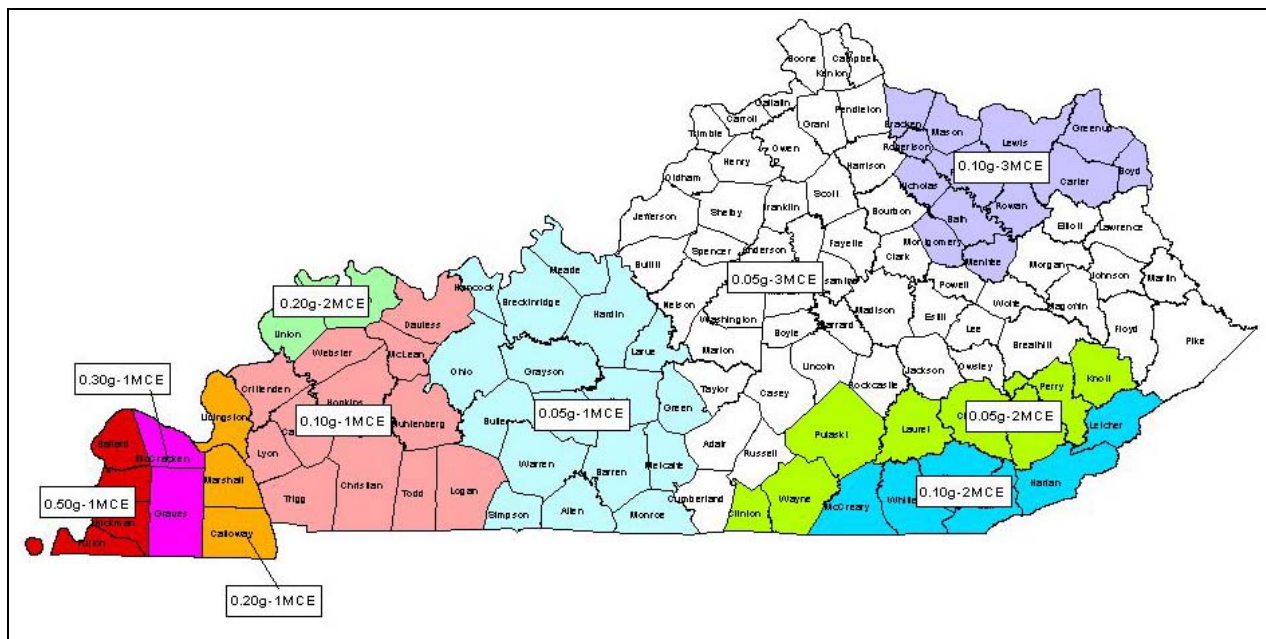 Boone
Campbell
Kenton
Gallatin
Pendleton
Carroll
Grant
Bracken
Mason
Greenup
Trimble
Owen
Robertson
Lewis
Henry
Harrison
0.10g-3MCE
Boyd
Oldham
Carter
Scott
Nicholas
Rowan
Jefferson
Shelby
Franklin
Bourbon
Bath
Elliott
Lawrence
Fayette
Montgomery
Spencer
Anderson
Clark
Menifee
Bullitt
Morgan
Meade
0.05g-3MCE
Johnson
Martin
Hancock
Breckinridge
Powell
0.20g-2MCE
Nelson
Madison
Wolfe
Magoffin
Hardin
Washington
Garrard
Estill
Daviess
Boyle
Lee
Floyd
Union
Pike
Webster
McLean
Larue
Marion
Breathitt
Ohio
Grayson
Lincoln
Jackson
Owsley
0.30g-1MCE
Crittenden
Taylor
Casey
Rockcastle
Perry
Knott
Hopkins
Green
Livingston
0.10g-1MCE
Muhlenberg
Butler
0.05g-1MCE
Pulaski
Laurel
0.05g-2MCE
Letcher
Ballard
Adair
McCracken
Lyon
Warren
Barren
Metcalfe
Russell
Marshall
Harlan
0.50g-1MCE
Trigg
Christian
Todd
Logan
Cumberland
Wayne
0.10g-2MCE
Graves
McCreary
Hickman
Simpson
Allen
Monroe
Clinton
Calloway
Fulton
0.20g-1MCE